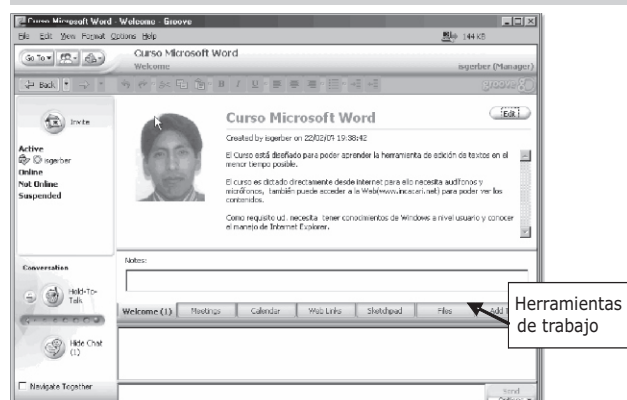 Curso Microsoft Word - Welcome - Groove
File Edit View Format Options Help
144 KB
Go To
Curso Microsoft Word
Welcome
isgerber (Manager)
Back
B I U
groove
Invite
Active
isgerber
Online
Not Online
Suspended
Curso Microsoft Word
Edit
Created by isgerber on 22/02/03 19:38:42
El Curso está diseñado para poder aprender la herramienta de edición de textos en el
menor tiempo posible.
El curso es dictado directamente desde internet para ello necesita audífonos y
micrófonos, también puede acceder a la Web(www.incacari.net) para poder ver los
contenidos.
Como requisito ud. necesita tener conocimientos de Windows a nivel usuario y conocer
el manejo de Internet Explorer.
Notes:
Conversation
Hold-To-
Talk
Welcome (1) Meetings Calendar Web Links Sketchpad Files Add
Hide Chat
(1)
Navigate Together
Send
Options
Herramientas
de trabajo